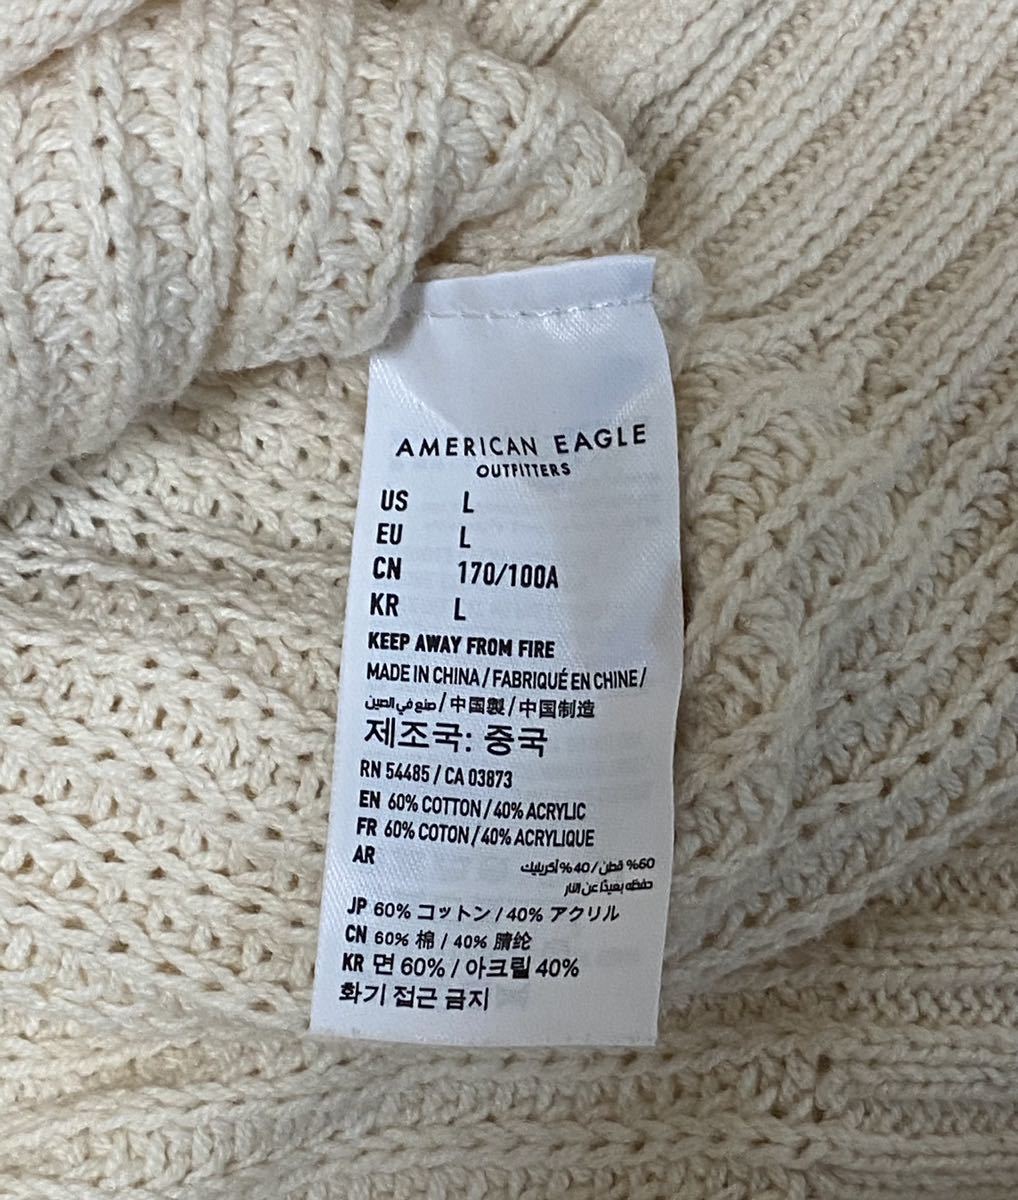 AMERICAN EAGLE
OUTFITTERS
US L
EU L
CN 170/100A
KR L
KEEP AWAY FROM FIRE
MADE IN CHINA / FABRIQUÉ EN CHINE /
صنع في الصين / 中国製 / 中国制造
제조국: 중국
RN 54485 / CA 03873
EN 60% COTTON / 40% ACRYLIC
FR 60% COTON / 40% ACRYLIQUE
AR 60% قطن / 40% أكريليك
حفظه بعيدًا عن النار
JP 60% コットン / 40% アクリル
CN 60% 棉 / 40% 腈纶
KR 면 60% / 아크릴 40%
화기 접근 금지